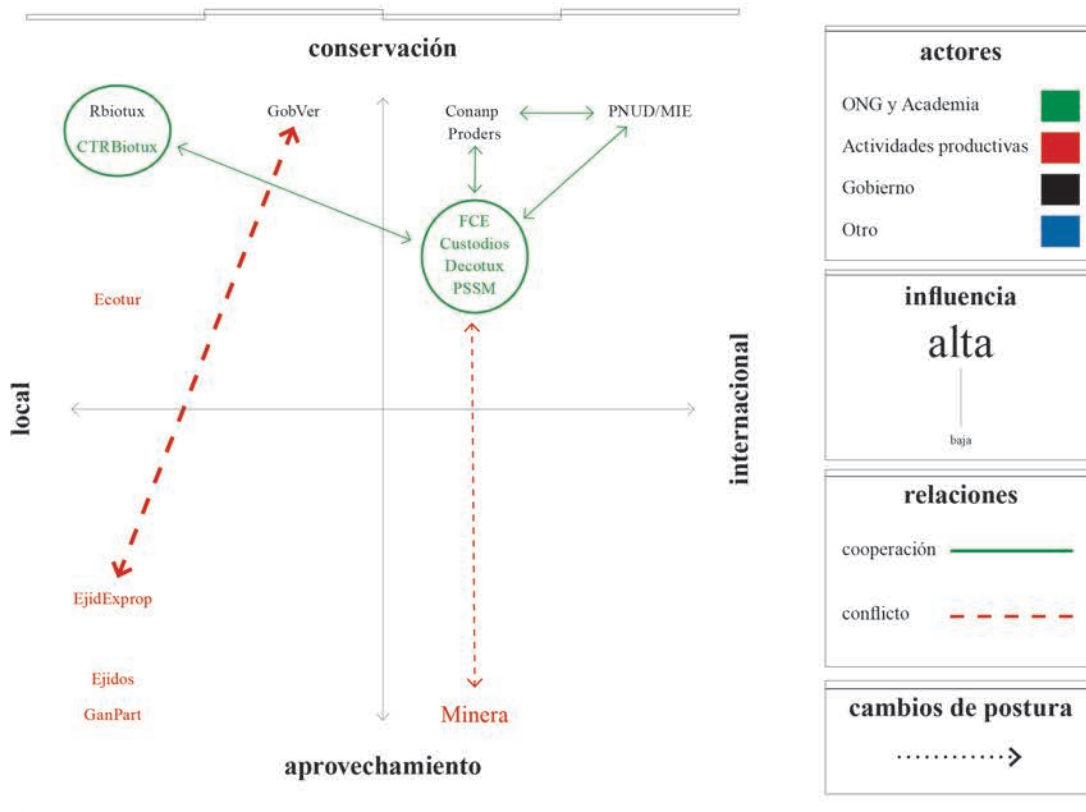 conservación
Rbiotux
CTRBiotux
GobVer
Conanp
Proders
PNUD/MIE
FCE
Custodios
Decotux
PSSM
Ecotur
local
internacional
EjidExprop
Ejidos
GanPart
Minera
aprovechamiento
actores
ONG y Academia
Actividades productivas
Gobierno
Otro
influencia
alta
baja
relaciones
cooperación
conflicto
cambios de postura